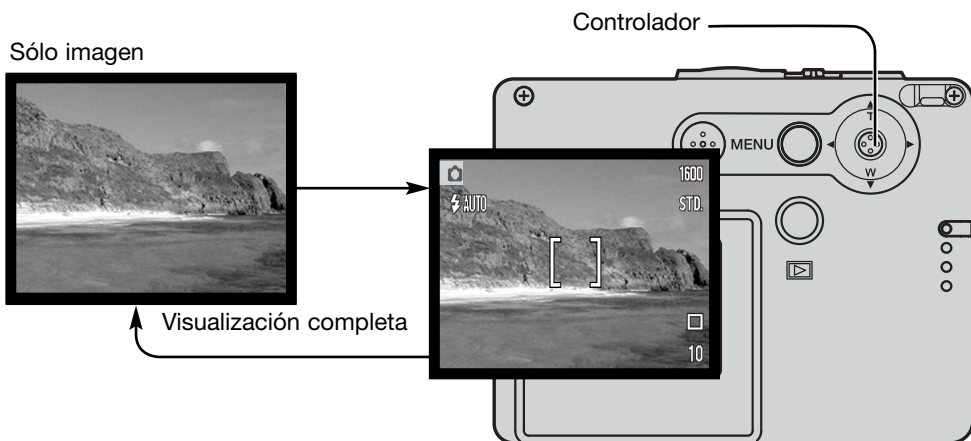 Controlador
Sólo imagen
MENU
T
W
1600
AUTO
STD.
10
Visualización completa